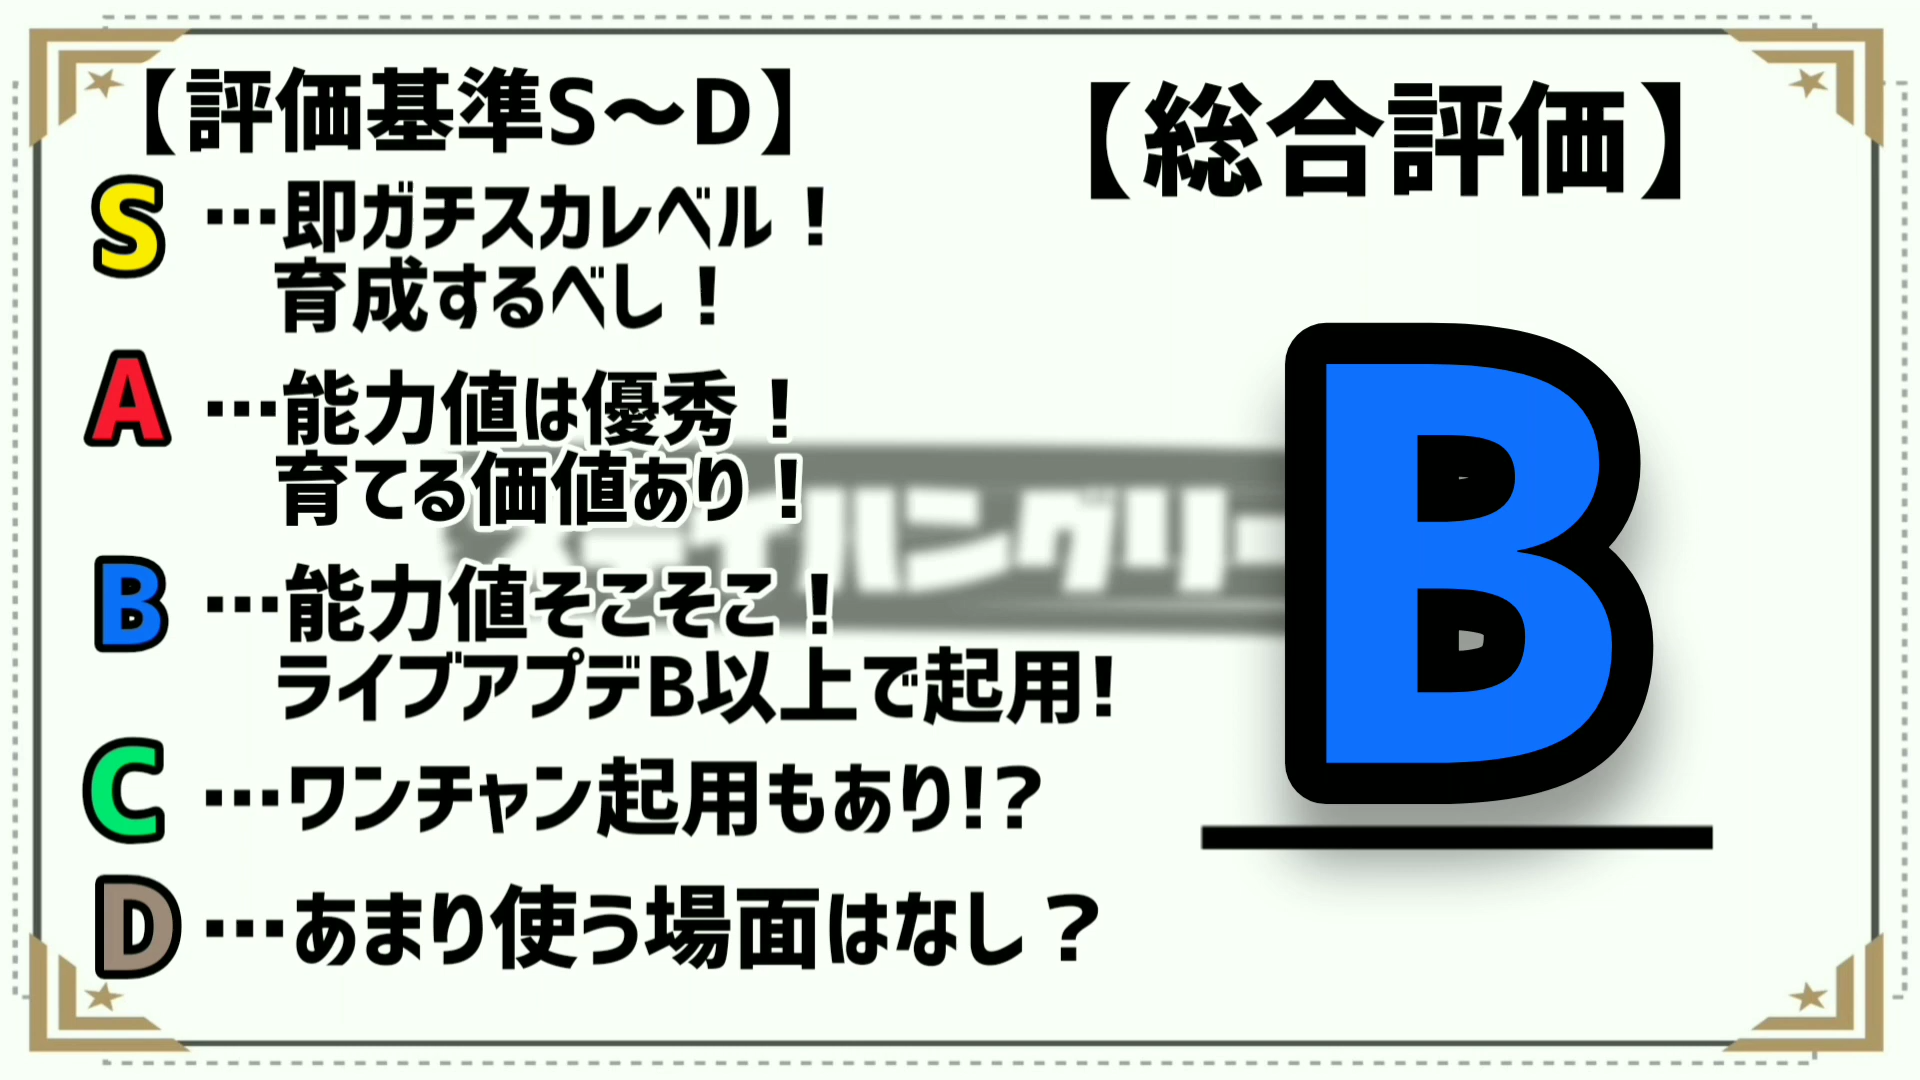 【評価基準S～D】
S …即ガチスカレベル！
育成するべし！
A …能力値は優秀！
育てる価値あり！
B …能力値そこそこ！
ライブアプデB以上で起用!
C …ワンチャン起用もあり!?
D …あまり使う場面はなし？
【総合評価】
B